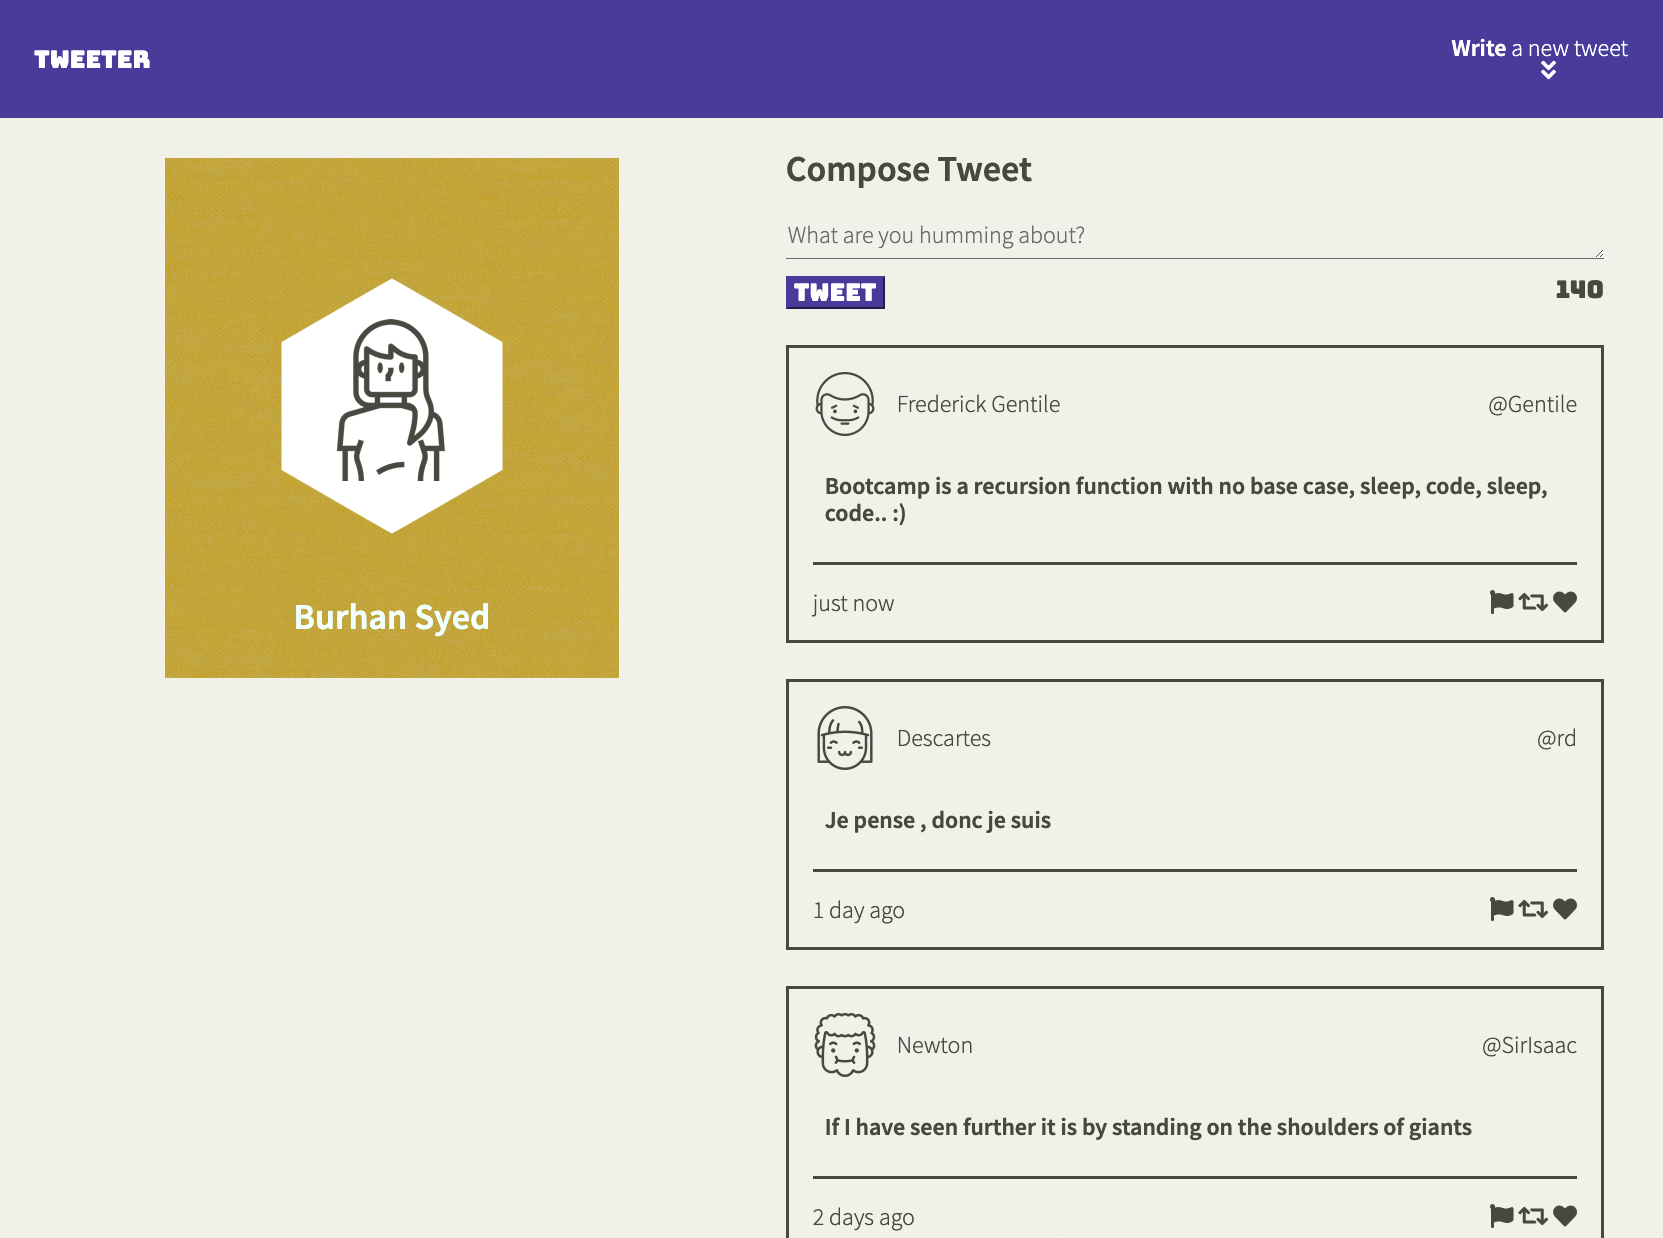 TWEETER
Write a new tweet
Burhan Syed
Compose Tweet
What are you humming about?
TWEET
140
Frederick Gentile
@Gentile
Bootcamp is a recursion function with no base case, sleep, code, sleep,
code.. :)
just now
Descartes
@rd
Je pense , donc je suis
1 day ago
Newton
@SirIsaac
If I have seen further it is by standing on the shoulders of giants
2 days ago